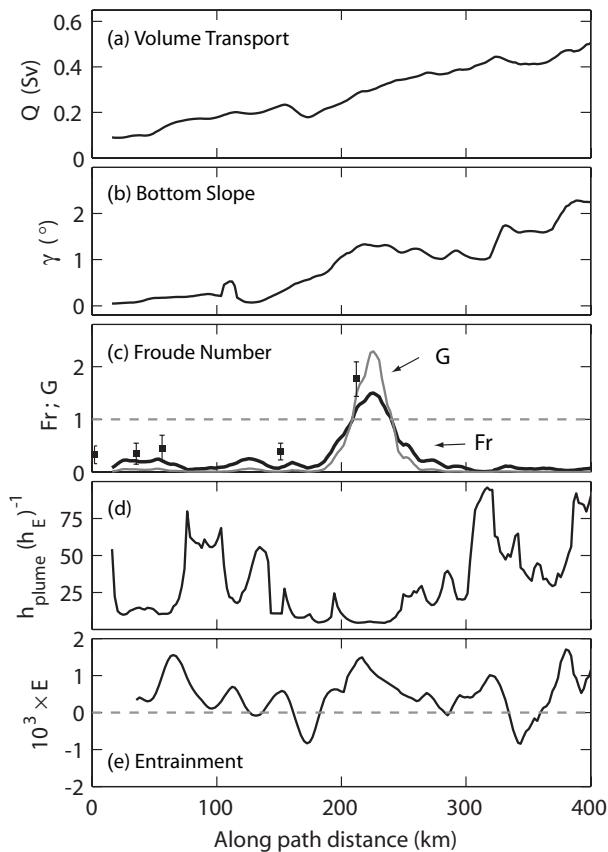 0.6
(a) Volume Transport
0.4
Q (Sv)
0.2
0
(b) Bottom Slope
2
γ (°)
1
0
(c) Froude Number
G
2
Fr; G
1
Fr
0
(d)
75
h_plume (h_E)^-1
50
25
2
1
10^3 × E
0
-1
(e) Entrainment
-2
0 100 200 300 400
Along path distance (km)